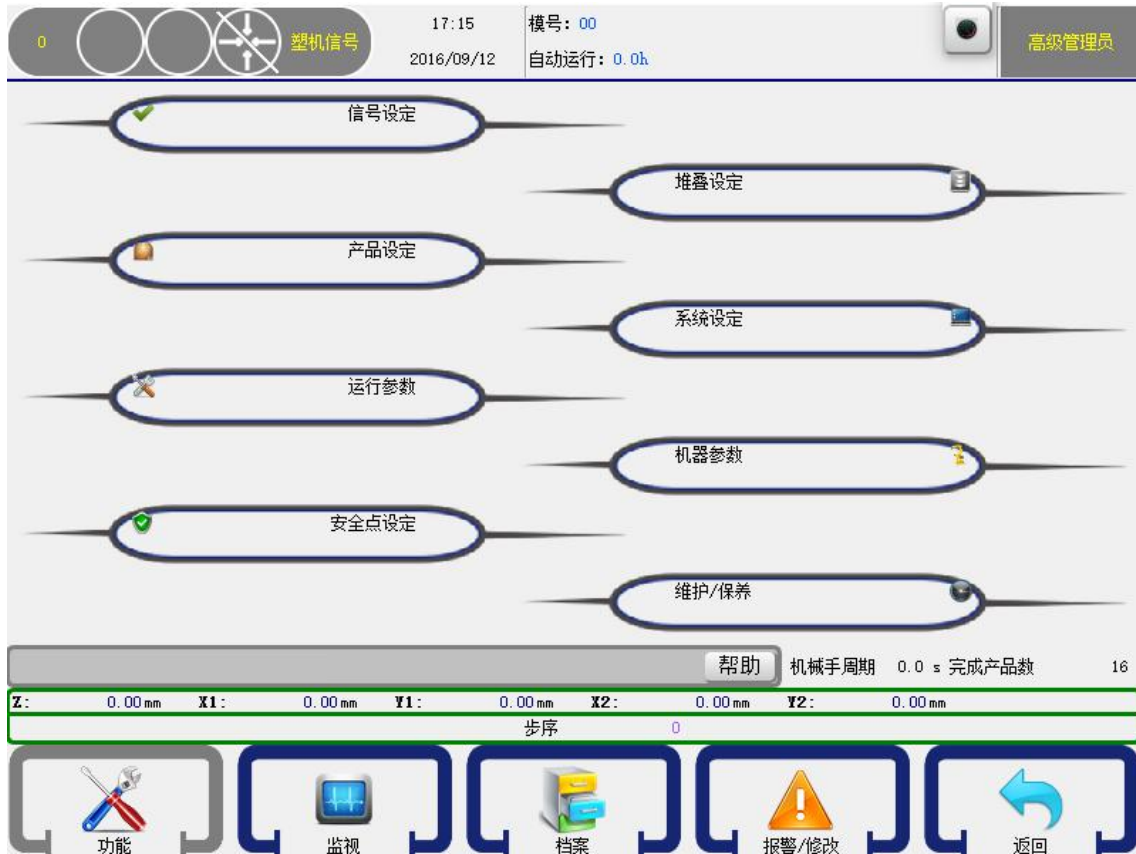 0
塑机信号
17:15
2016/09/12
模号: 00
自动运行: 0.0h
高级管理员
信号设定
堆叠设定
产品设定
系统设定
运行参数
机器参数
安全点设定
维护/保养
帮助
机械手周期 0.0 s 完成产品数 16
Z: 0.00mm X1: 0.00mm Y1: 0.00mm X2: 0.00mm Y2: 0.00mm
步序 0
功能
监视
档案
报警/修改
返回